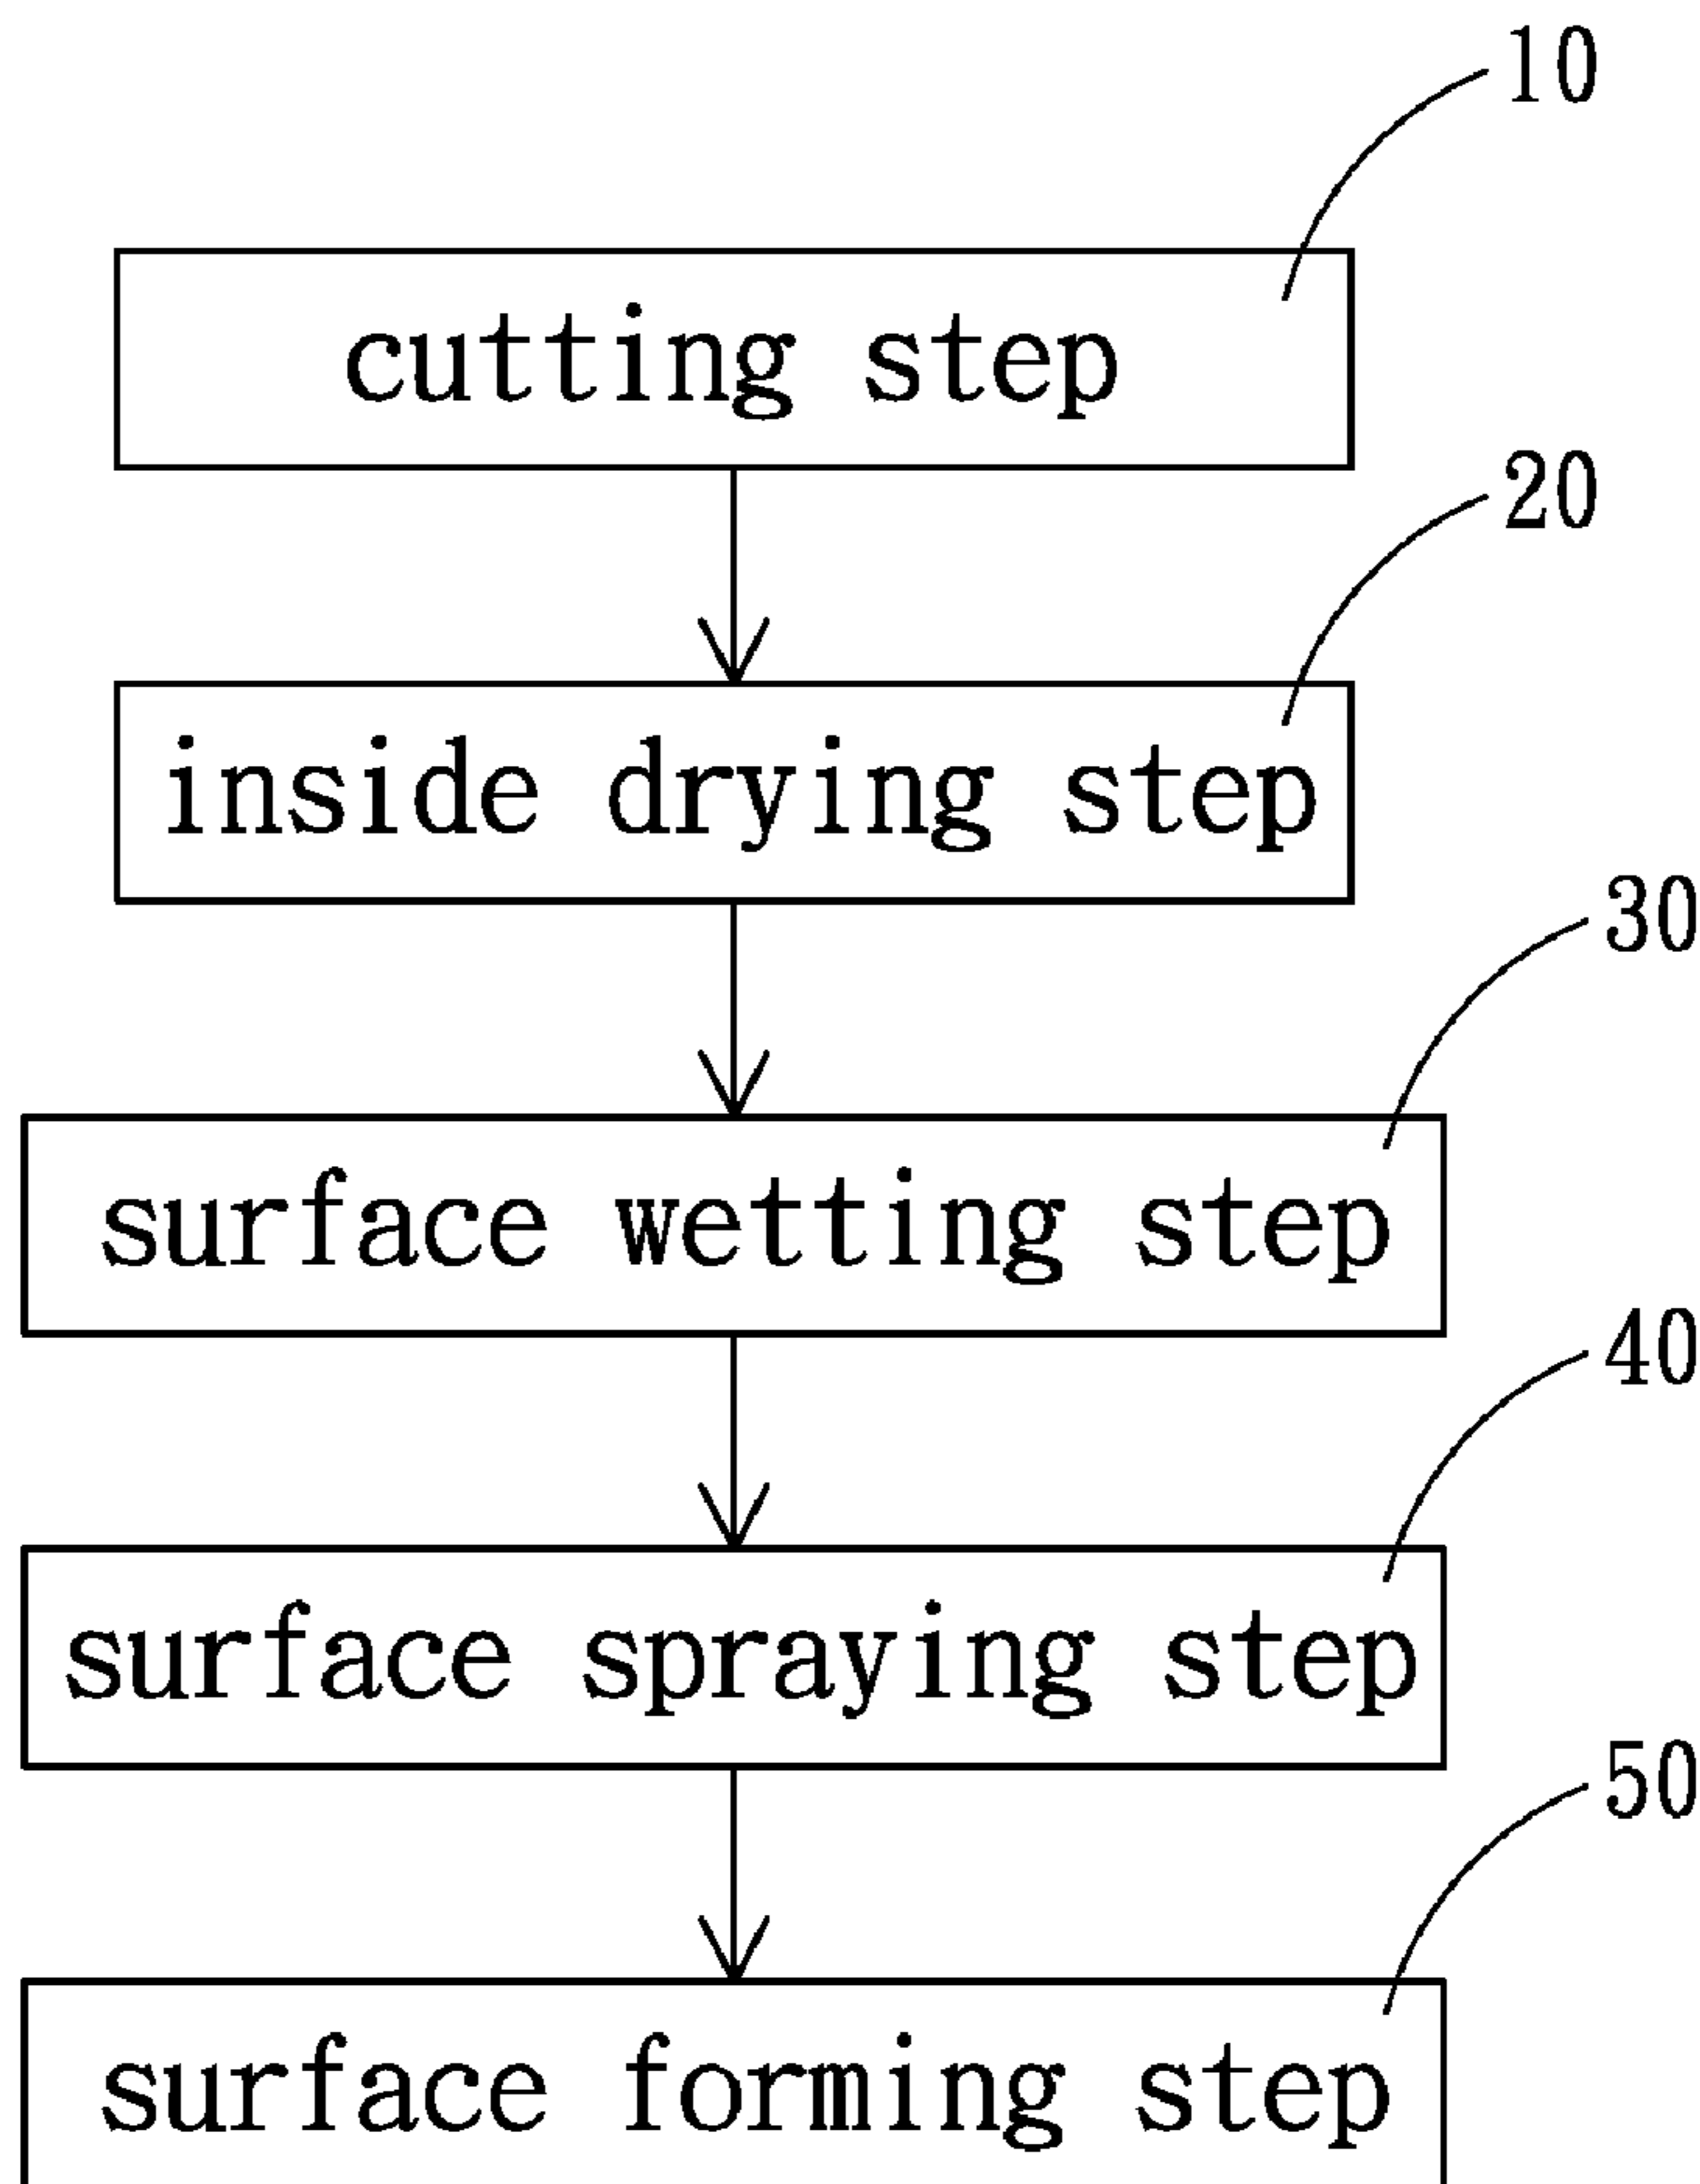 10
cutting step
20
inside drying step
30
surface wetting step
40
surface spraying step
50
surface forming step